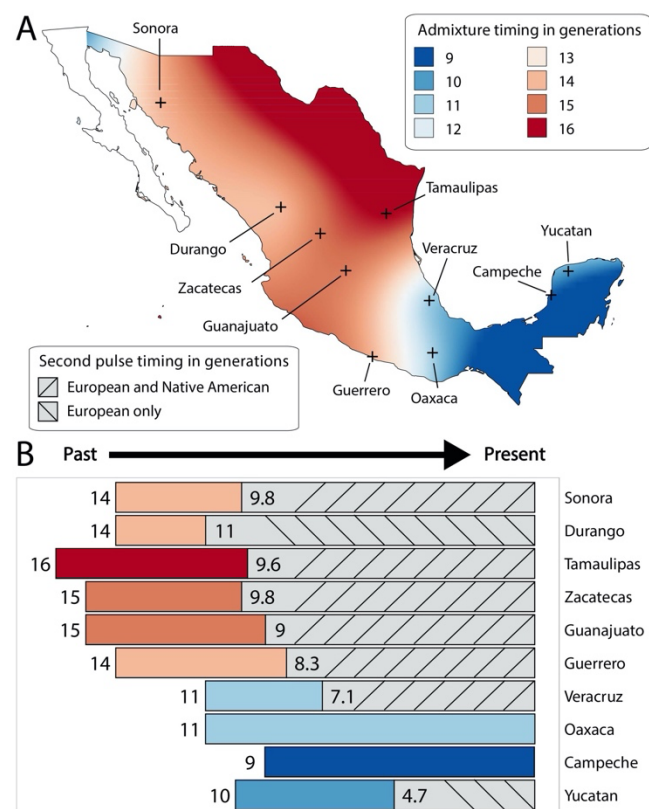 A
Sonora
Admixture timing in generations
9 13
10 14
11 15
12 16
Tamaulipas
Durango
Veracruz
Yucatan
Campeche
Zacatecas
Guanajuato
Second pulse timing in generations
European and Native American
European only
Guerrero
Oaxaca
B Past Present
14 9.8 Sonora
14 11 Durango
16 9.6 Tamaulipas
15 9.8 Zacatecas
15 9 Guanajuato
14 8.3 Guerrero
11 7.1 Veracruz
11 Oaxaca
9 Campeche
10 4.7 Yucatan